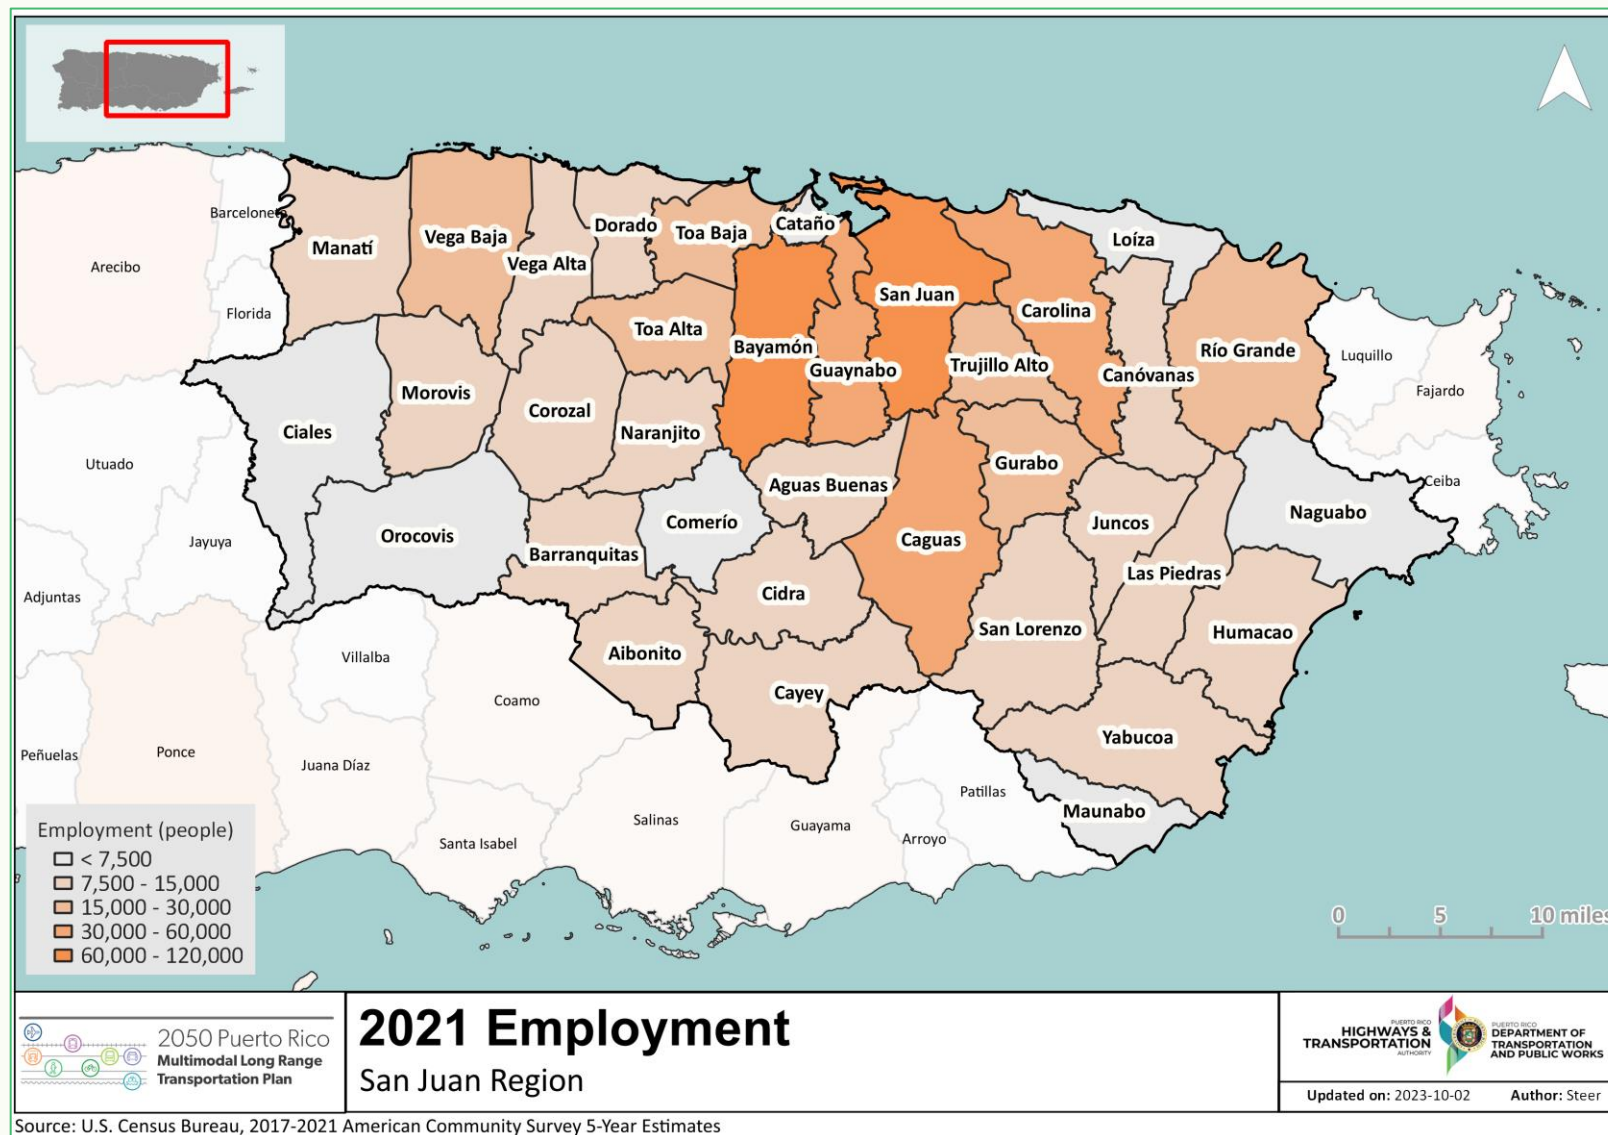 Barceloneta
Arecibo
Florida
Manatí
Vega Baja
Vega Alta
Dorado
Toa Baja
Cataño
San Juan
Carolina
Loíza
Toa Alta
Bayamón
Guaynabo
Trujillo Alto
Canóvanas
Río Grande
Luquillo
Fajardo
Ceiba
Ciales
Morovis
Corozal
Naranjito
Aguas Buenas
Gurabo
Juncos
Naguabo
Utuado
Jayuya
Adjuntas
Orocovis
Barranquitas
Comerío
Caguas
Cidra
Las Piedras
San Lorenzo
Humacao
Villalba
Aibonito
Cayey
Yabucoa
Coamo
Peñuelas
Ponce
Juana Díaz
Santa Isabel
Salinas
Guayama
Arroyo
Patillas
Maunabo
Employment (people)
< 7,500
7,500 - 15,000
15,000 - 30,000
30,000 - 60,000
60,000 - 120,000
0 5 10 miles
2050 Puerto Rico
Multimodal Long Range
Transportation Plan
2021 Employment
San Juan Region
PUERTO RICO
HIGHWAYS &
TRANSPORTATION
AUTHORITY
PUERTO RICO
DEPARTMENT OF
TRANSPORTATION
AND PUBLIC WORKS
Updated on: 2023-10-02 Author: Steer
Source: U.S. Census Bureau, 2017-2021 American Community Survey 5-Year Estimates